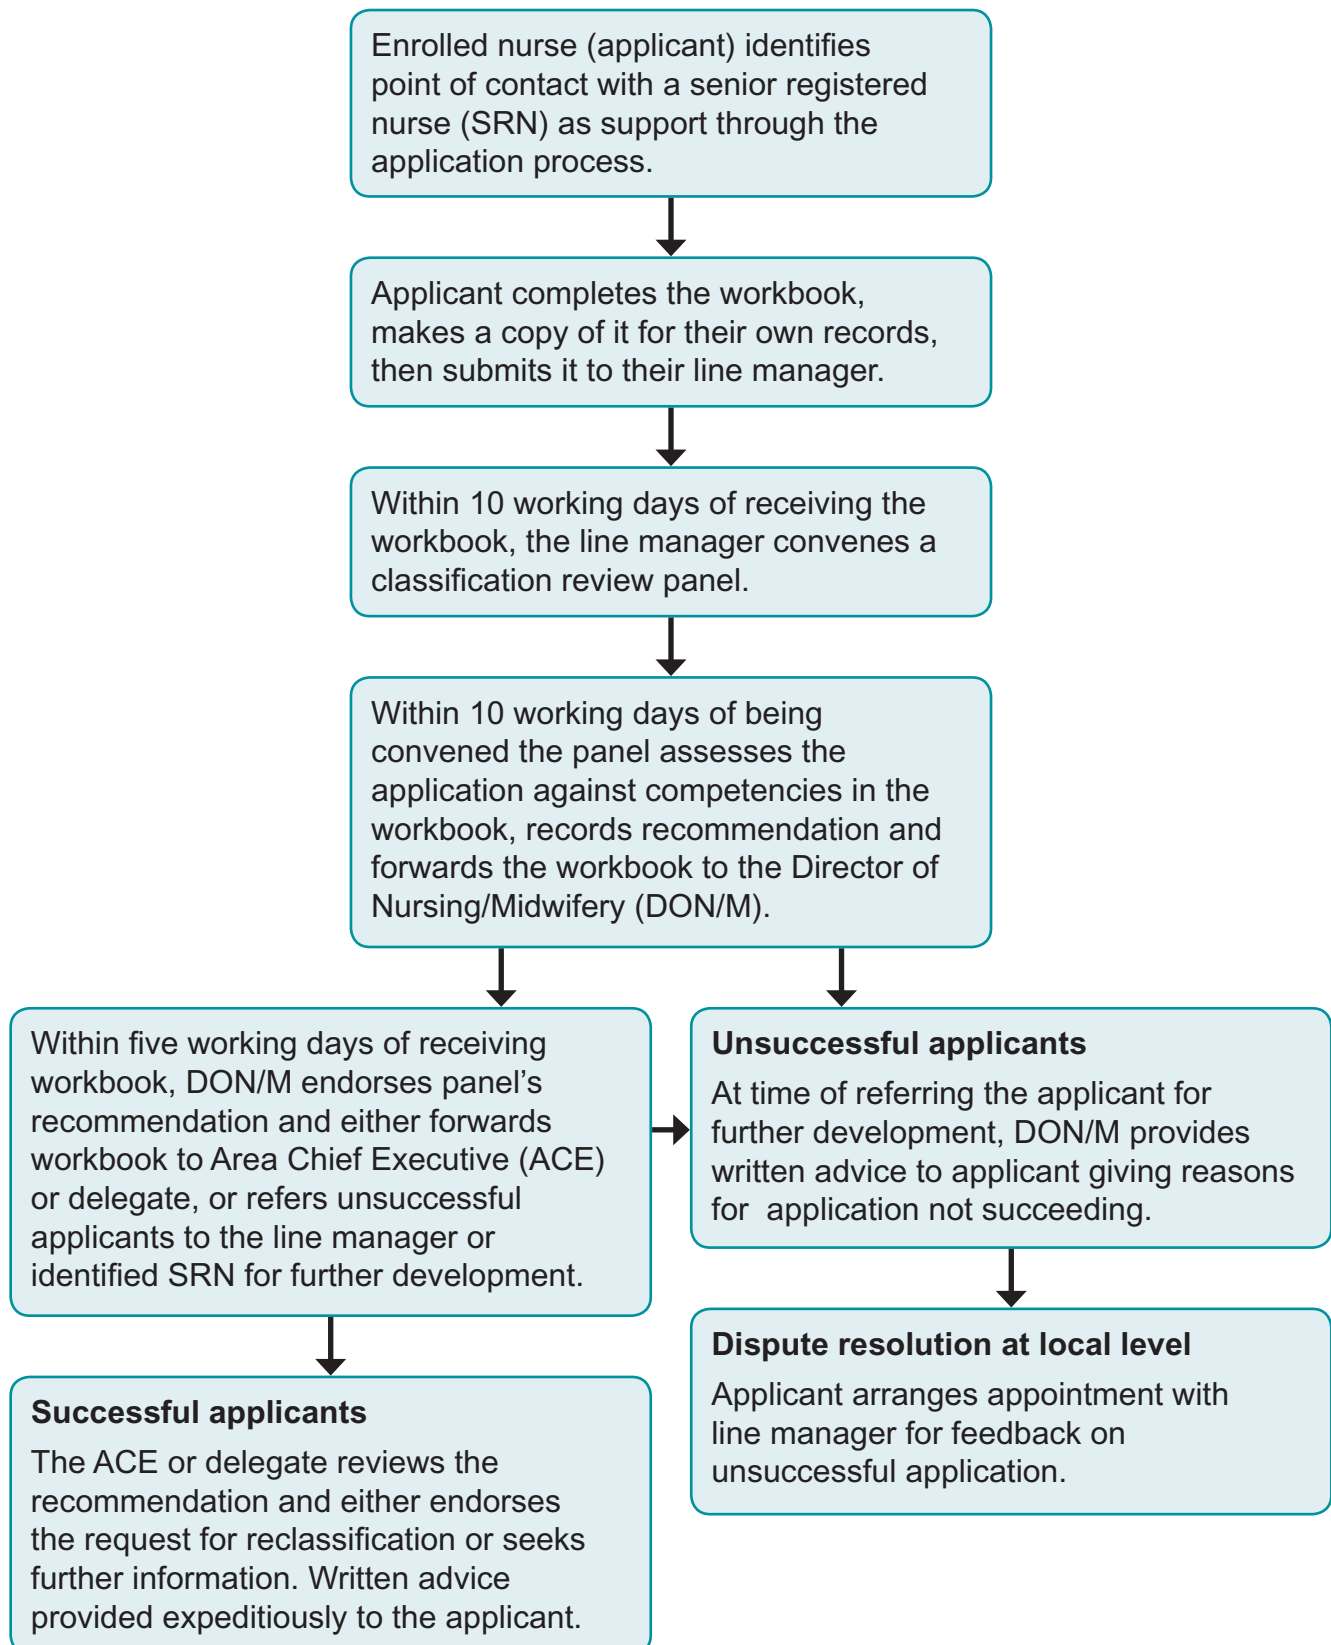 Enrolled nurse (applicant) identifies
point of contact with a senior registered
nurse (SRN) as support through the
application process.
Applicant completes the workbook,
makes a copy of it for their own records,
then submits it to their line manager.
Within 10 working days of receiving the
workbook, the line manager convenes a
classification review panel.
Within 10 working days of being
convened the panel assesses the
application against competencies in the
workbook, records recommendation and
forwards the workbook to the Director of
Nursing/Midwifery (DON/M).
Within five working days of receiving
workbook, DON/M endorses panel’s
recommendation and either forwards
workbook to Area Chief Executive (ACE)
or delegate, or refers unsuccessful
applicants to the line manager or
identified SRN for further development.
Unsuccessful applicants
At time of referring the applicant for
further development, DON/M provides
written advice to applicant giving reasons
for  application not succeeding.
Successful applicants
The ACE or delegate reviews the
recommendation and either endorses
the request for reclassification or seeks
further information. Written advice
provided expeditiously to the applicant.
Dispute resolution at local level
Applicant arranges appointment with
line manager for feedback on
unsuccessful application.